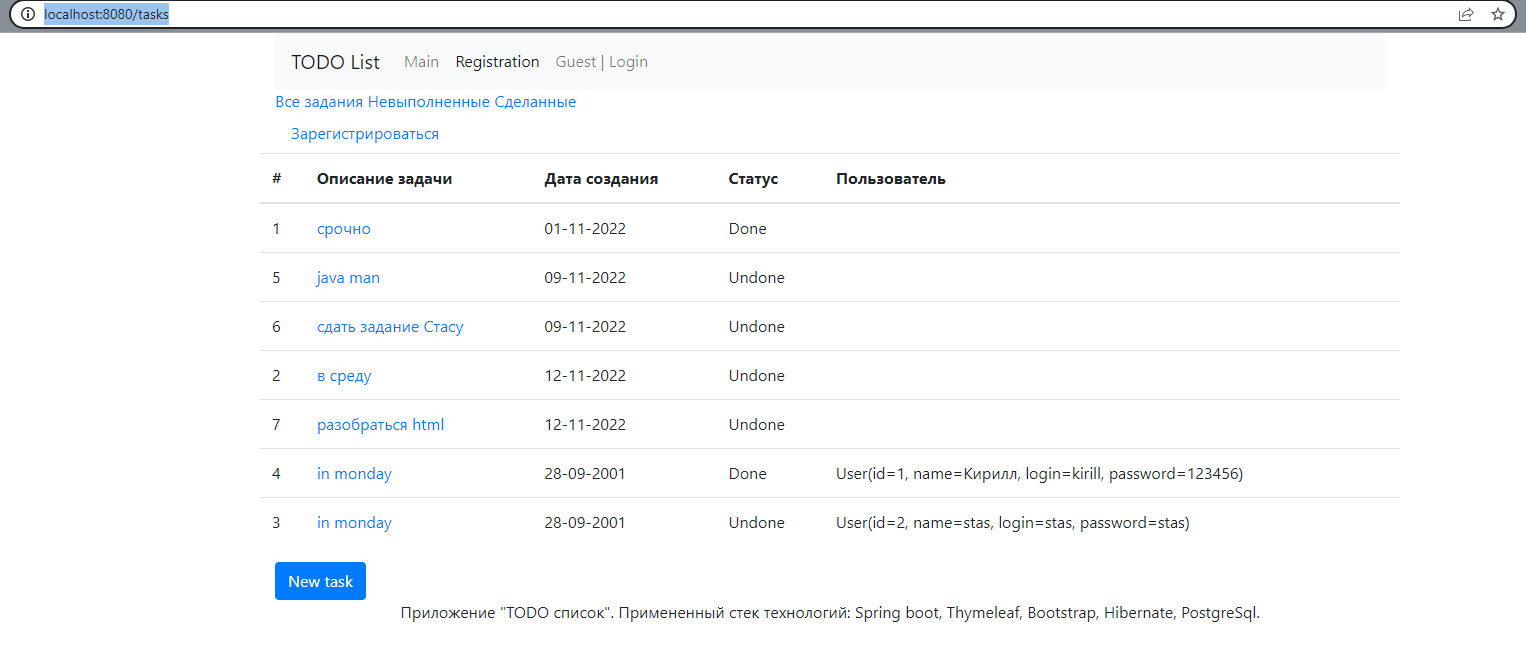 localhost:8080/tasks
TODO List Main Registration Guest | Login
Все задания Невыполненные Сделанные
Зарегистрироваться
# Описание задачи Дата создания Статус Пользователь
1 срочно 01-11-2022 Done
5 java man 09-11-2022 Undone
6 сдать задание Стасу 09-11-2022 Undone
2 в среду 12-11-2022 Undone
7 разобраться html 12-11-2022 Undone
4 in monday 28-09-2001 Done User(id=1, name=Кирилл, login=kirill, password=123456)
3 in monday 28-09-2001 Undone User(id=2, name=stas, login=stas, password=stas)
New task
Приложение "TODO список". Примененный стек технологий: Spring boot, Thymeleaf, Bootstrap, Hibernate, PostgreSql.